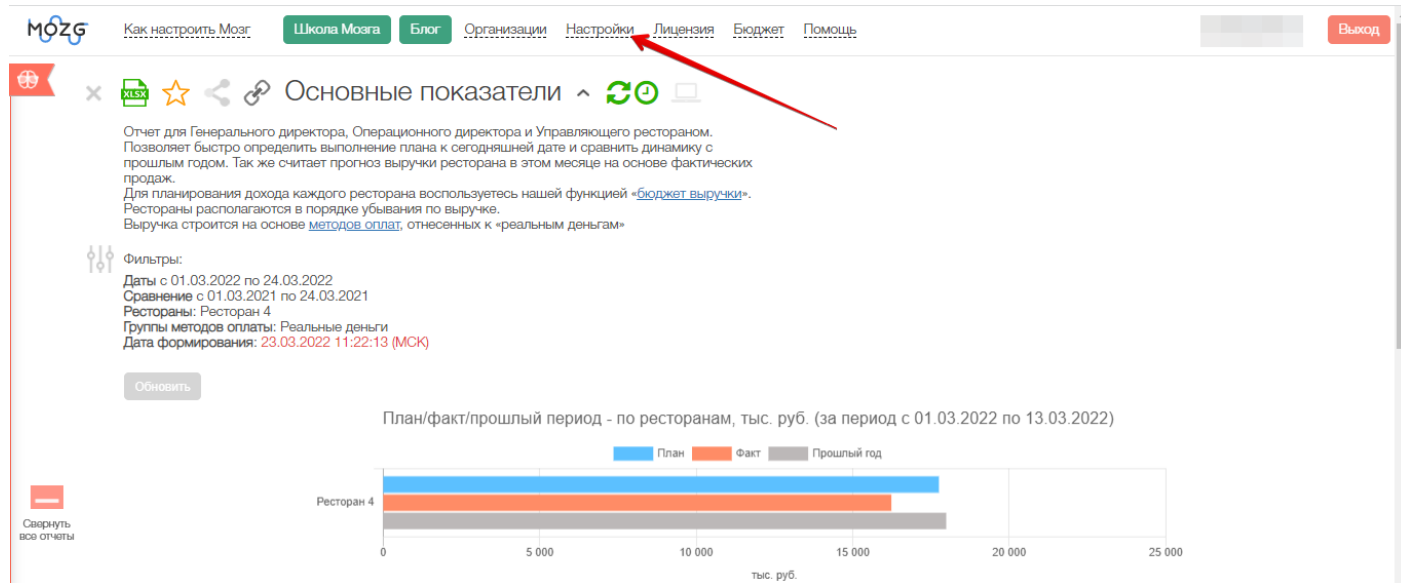 MOZG Как настроить Мозг Школа Мозга Блог Организации Настройки Лицензия Бюджет Помощь Выход
XLSX Основные показатели
Отчет для Генерального директора, Операционного директора и Управляющего рестораном.
Позволяет быстро определить выполнение плана к сегодняшней дате и сравнить динамику с
прошлым годом. Так же считает прогноз выручки ресторана в этом месяце на основе фактических
продаж.
Для планирования дохода каждого ресторана воспользуетесь нашей функцией «бюджет выручки».
Рестораны располагаются в порядке убывания по выручке.
Выручка строится на основе методов оплат, отнесенных к «реальным деньгам»
Фильтры:
Даты с 01.03.2022 по 24.03.2022
Сравнение с 01.03.2021 по 24.03.2021
Рестораны: Ресторан 4
Группы методов оплаты: Реальные деньги
Дата формирования: 23.03.2022 11:22:13 (МСК)
Обновить
План/факт/прошлый период - по ресторанам, тыс. руб. (за период с 01.03.2022 по 13.03.2022)
План Факт Прошлый год
Ресторан 4
0 5 000 10 000 15 000 20 000 25 000
тыс. руб.
Свернуть
все отчеты